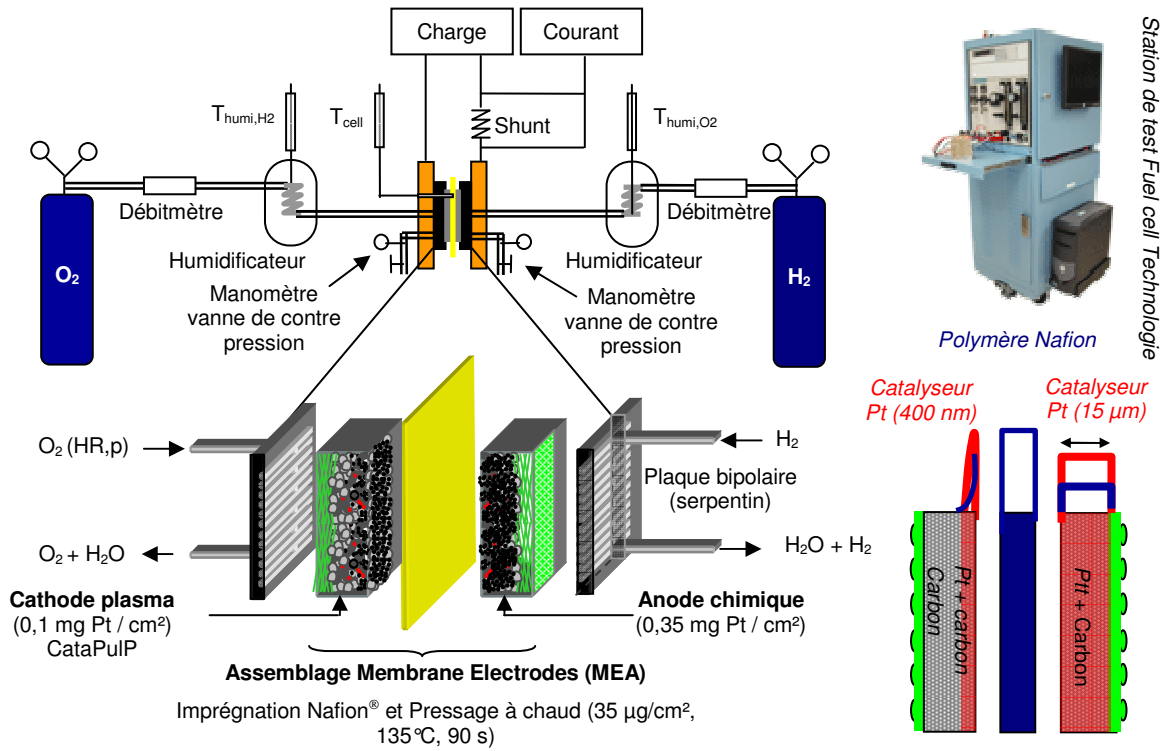 Charge
Courant
T humi,H2
T cell
Shunt
T humi,O2
Débitmètre
Débitmètre
Humidificateur
Humidificateur
O2
H2
Manomètre
vanne de contre
pression
Manomètre
vanne de contre
pression
Station de test Fuel cell Technologie
Polymère Nafion
Catalyseur
Pt (400 nm)
Catalyseur
Pt (15 µm)
O2 (HR,p)
H2
Plaque bipolaire
(serpentin)
O2 + H2O
H2O + H2
Cathode plasma
(0,1 mg Pt / cm²)
CataPulP
Anode chimique
(0,35 mg Pt / cm²)
Carbon
Pt + carbon
Ptt + Carbon
Assemblage Membrane Electrodes (MEA)
Imprégnation Nafion® et Pressage à chaud (35 µg/cm²,
135°C, 90 s)